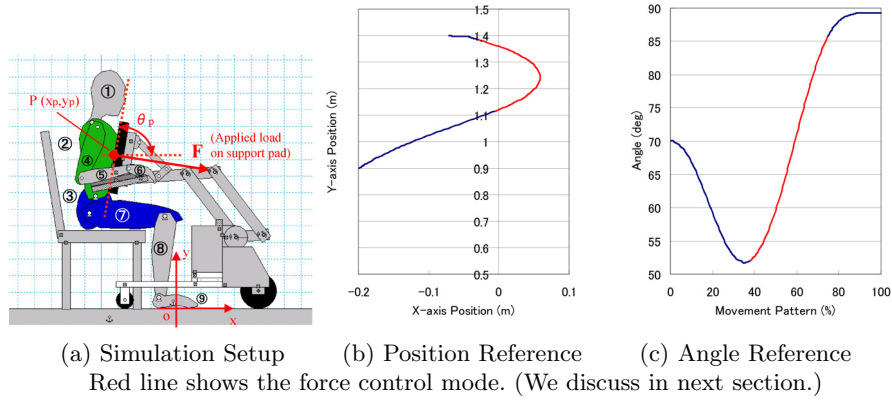 ①
P (xp,yp)
θp
②
F
(Applied load
on support pad)
④
⑤
⑥
③
⑦
⑧
y
⑨
o
x
1.5
1.4
1.3
1.2
1.1
1
0.9
0.8
0.7
0.6
0.5
Y-axis Position (m)
-0.2
-0.1
0
0.1
X-axis Position (m)
90
85
80
75
70
65
60
55
50
Angle (deg)
0
20
40
60
80
100
Movement Pattern (%)
(a) Simulation Setup
(b) Position Reference
(c) Angle Reference
Red line shows the force control mode. (We discuss in next section.)